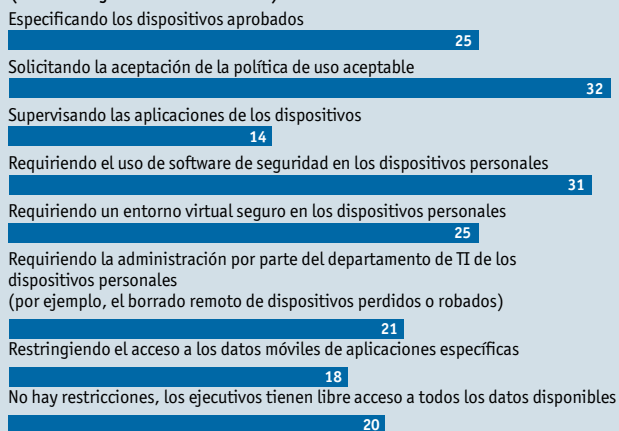 Especificando los dispositivos aprobados
25
Solicitando la aceptación de la política de uso aceptable
32
Supervisando las aplicaciones de los dispositivos
14
Requiriendo el uso de software de seguridad en los dispositivos personales
31
Requiriendo un entorno virtual seguro en los dispositivos personales
25
Requiriendo la administración por parte del departamento de TI de los
dispositivos personales
(por ejemplo, el borrado remoto de dispositivos perdidos o robados)
21
Restringiendo el acceso a los datos móviles de aplicaciones específicas
18
No hay restricciones, los ejecutivos tienen libre acceso a todos los datos disponibles
20